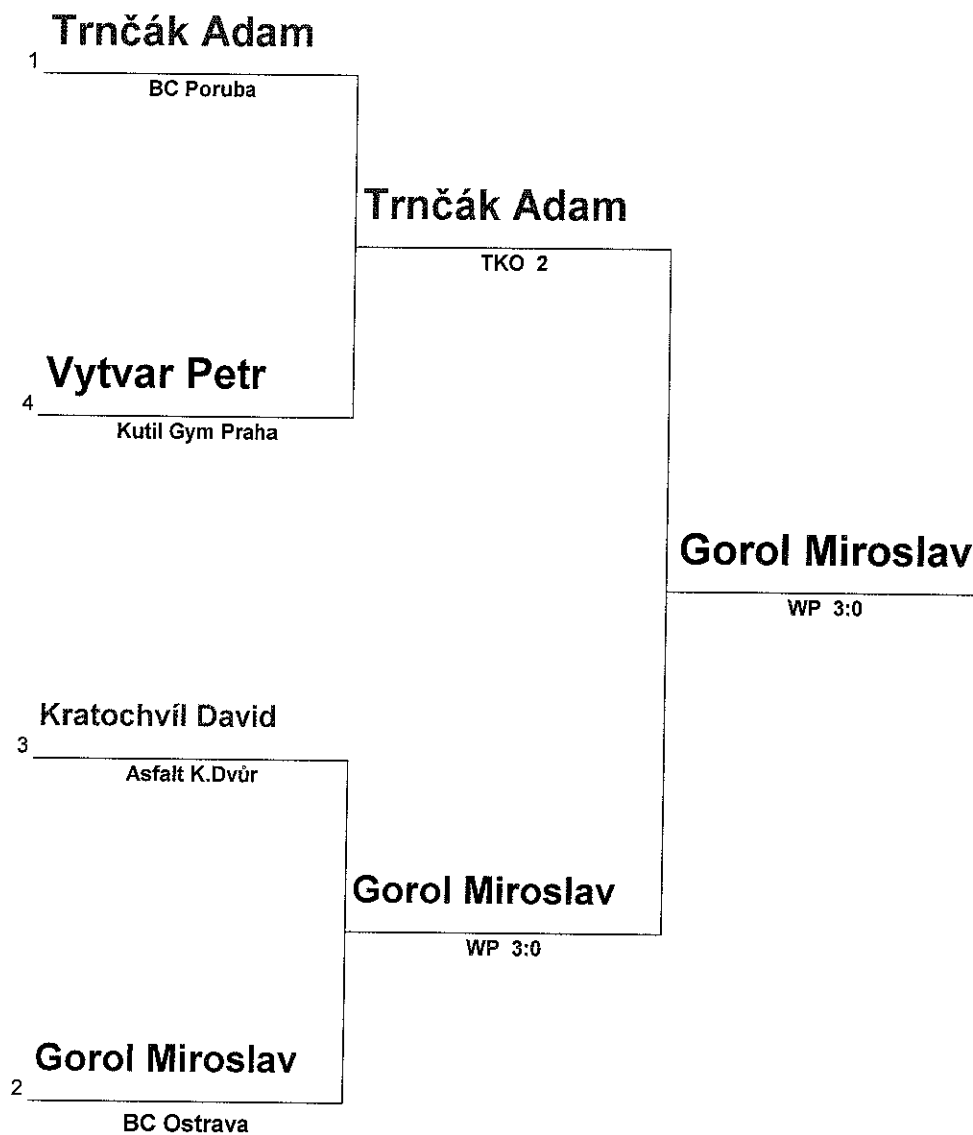 Trnčák Adam
1
BC Poruba
Trnčák Adam
TKO 2
Vytvar Petr
4
Kutil Gym Praha
Gorol Miroslav
WP 3:0
Kratochvíl David
3
Asfalt K.Dvůr
Gorol Miroslav
WP 3:0
Gorol Miroslav
2
BC Ostrava